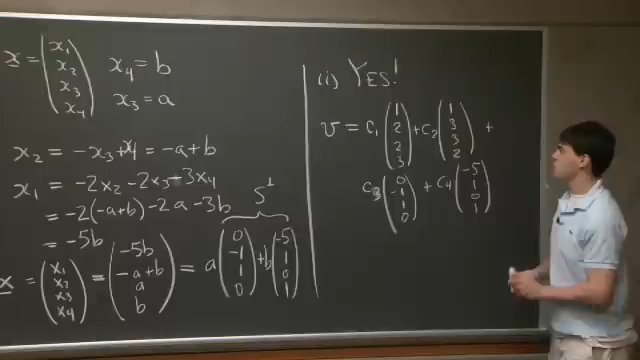 x = (x₁ x₂ x₃ x₄) x₄ = b
x₃ = a
x₂ = -x₃ + x₄ = -a+b
x₁ = -2x₂ - 2x₃ - 3x₄
= -2(-a+b) - 2a - 3b
= -5b
x = (x₁ x₂ x₃ x₄) = (-5b -a+b a b) = a (0 -1 1 0) + b (-5 1 0 1)
S⊥
(ii) YES!
v = c₁ (1 2 2 3) + c₂ (1 3 3 2) +
c₃ (0 -1 1 0) + c₄ (-5 1 0 1)